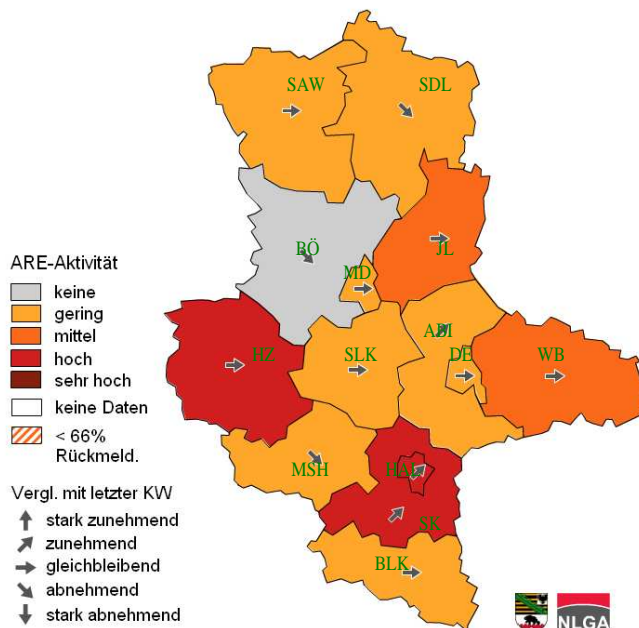 SAW
SDL
BÖ
JL
MD
ARE-Aktivität
keine
gering
mittel
hoch
sehr hoch
keine Daten
< 66%
Rückmeld.
ABI
HZ
SLK
DE
WB
MSH
HAL
SK
BLK
Vergl. mit letzter KW
stark zunehmend
zunehmend
gleichbleibend
abnehmend
stark abnehmend
NLGA